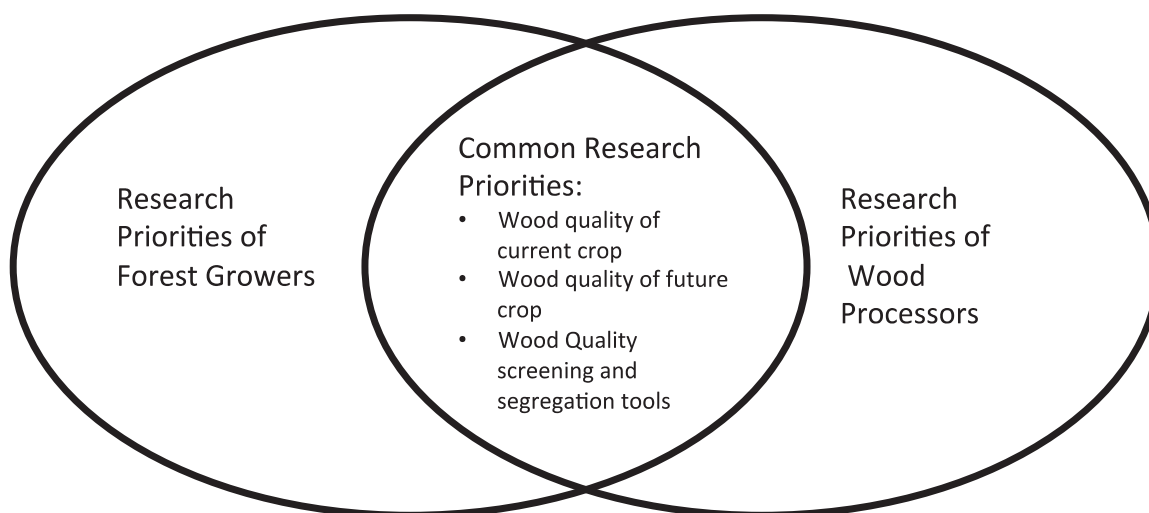 Research
Priorities of
Forest Growers
Common Research
Priorities:
• Wood quality of
current crop
• Wood quality of future
crop
• Wood Quality
screening and
segregation tools
Research
Priorities of
Wood
Processors